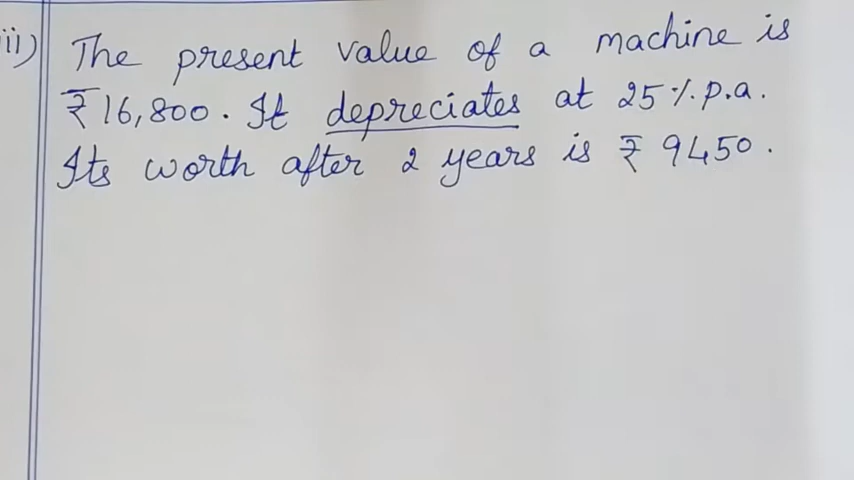 ii) The present value of a machine is
₹16,800. It depreciates at 25% p.a.
Its worth after 2 years is ₹ 9450.